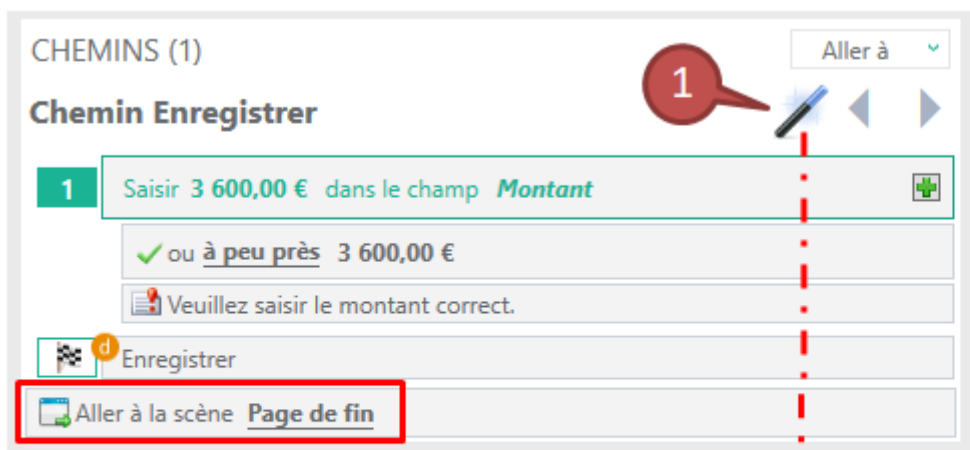 CHEMINS (1)
Aller à
1
Chemin Enregistrer
1 Saisir 3 600,00 € dans le champ Montant
ou à peu près 3 600,00 €
Veuillez saisir le montant correct.
d Enregistrer
Aller à la scène Page de fin